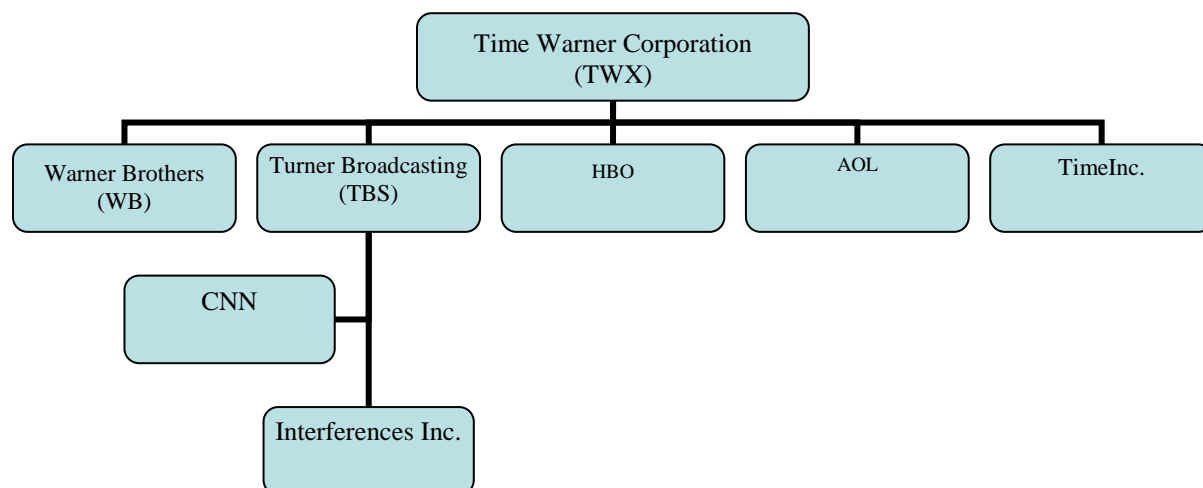 Time Warner Corporation
(TWX)
Warner Brothers
(WB)
Turner Broadcasting
(TBS)
HBO
AOL
TimeInc.
CNN
Interferences Inc.